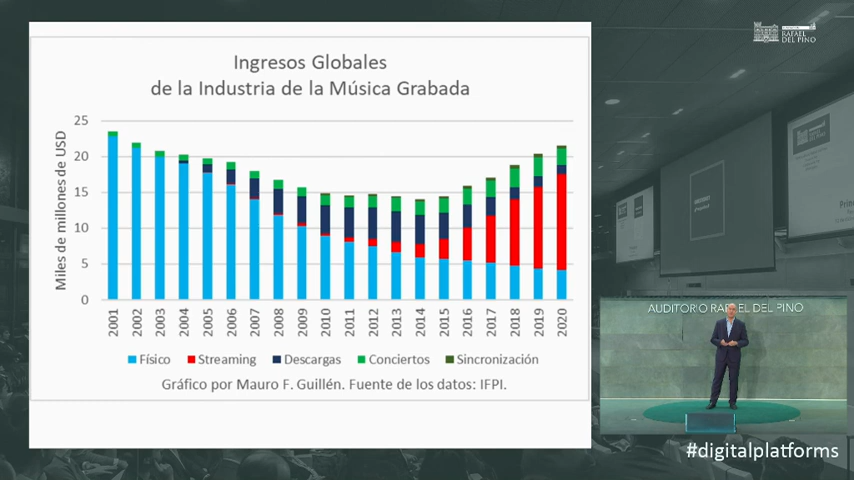 RAFAEL
DEL PINO
Ingresos Globales
de la Industria de la Música Grabada
Miles de millones de USD
25
20
15
10
5
0
2001 2002 2003 2004 2005 2006 2007 2008 2009 2010 2011 2012 2013 2014 2015 2016 2017 2018 2019 2020
Físico Streaming Descargas Conciertos Sincronización
Gráfico por Mauro F. Guillén. Fuente de los datos: IFPI.
AUDITORIO RAFAEL DEL PINO
#digitalplatforms